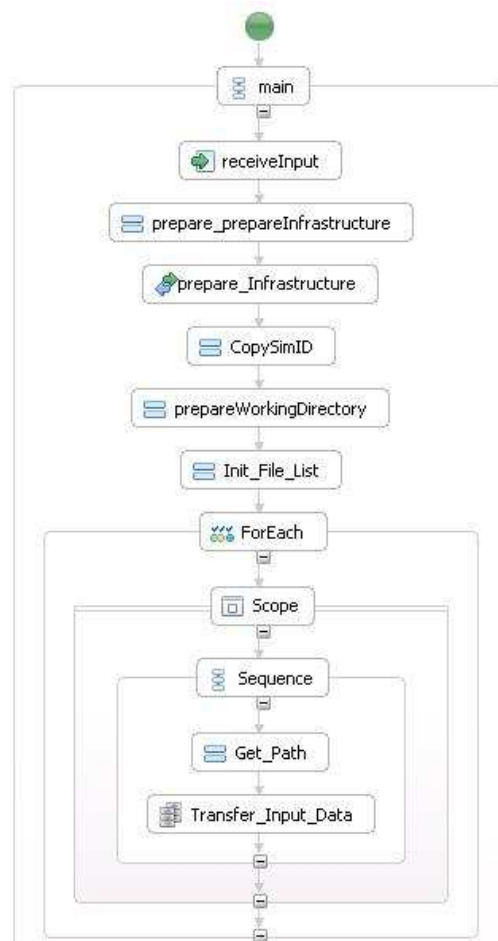 main
receiveInput
prepare_prepareInfrastructure
prepare_Infrastructure
CopySimID
prepareWorkingDirectory
Init_File_List
ForEach
Scope
Sequence
Get_Path
Transfer_Input_Data